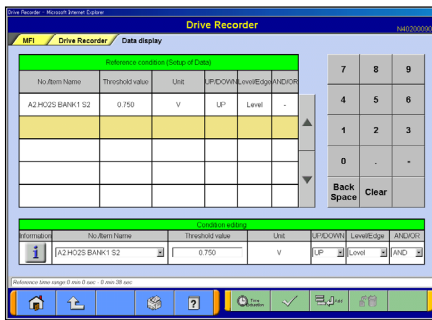 Drive Recorder - Microsoft Internet Explorer
Drive Recorder
N40200090
MFI Drive Recorder Data display
Reference condition (Setup of Data)
No./Item Name Threshold value Unit UP/DOWN Level/Edge AND/OR
A2.HO2S BANK1 S2 0.750 V UP Level -
7 8 9
4 5 6
1 2 3
0 . -
Back Space Clear
Condition editing
Information No./Item Name Threshold value Unit UP/DOWN Level/Edge AND/OR
i A2.HO2S BANK1 S2 0.750 V UP Level AND
Reference time range 0 min 0 sec - 8 min 38 sec
? Time Add